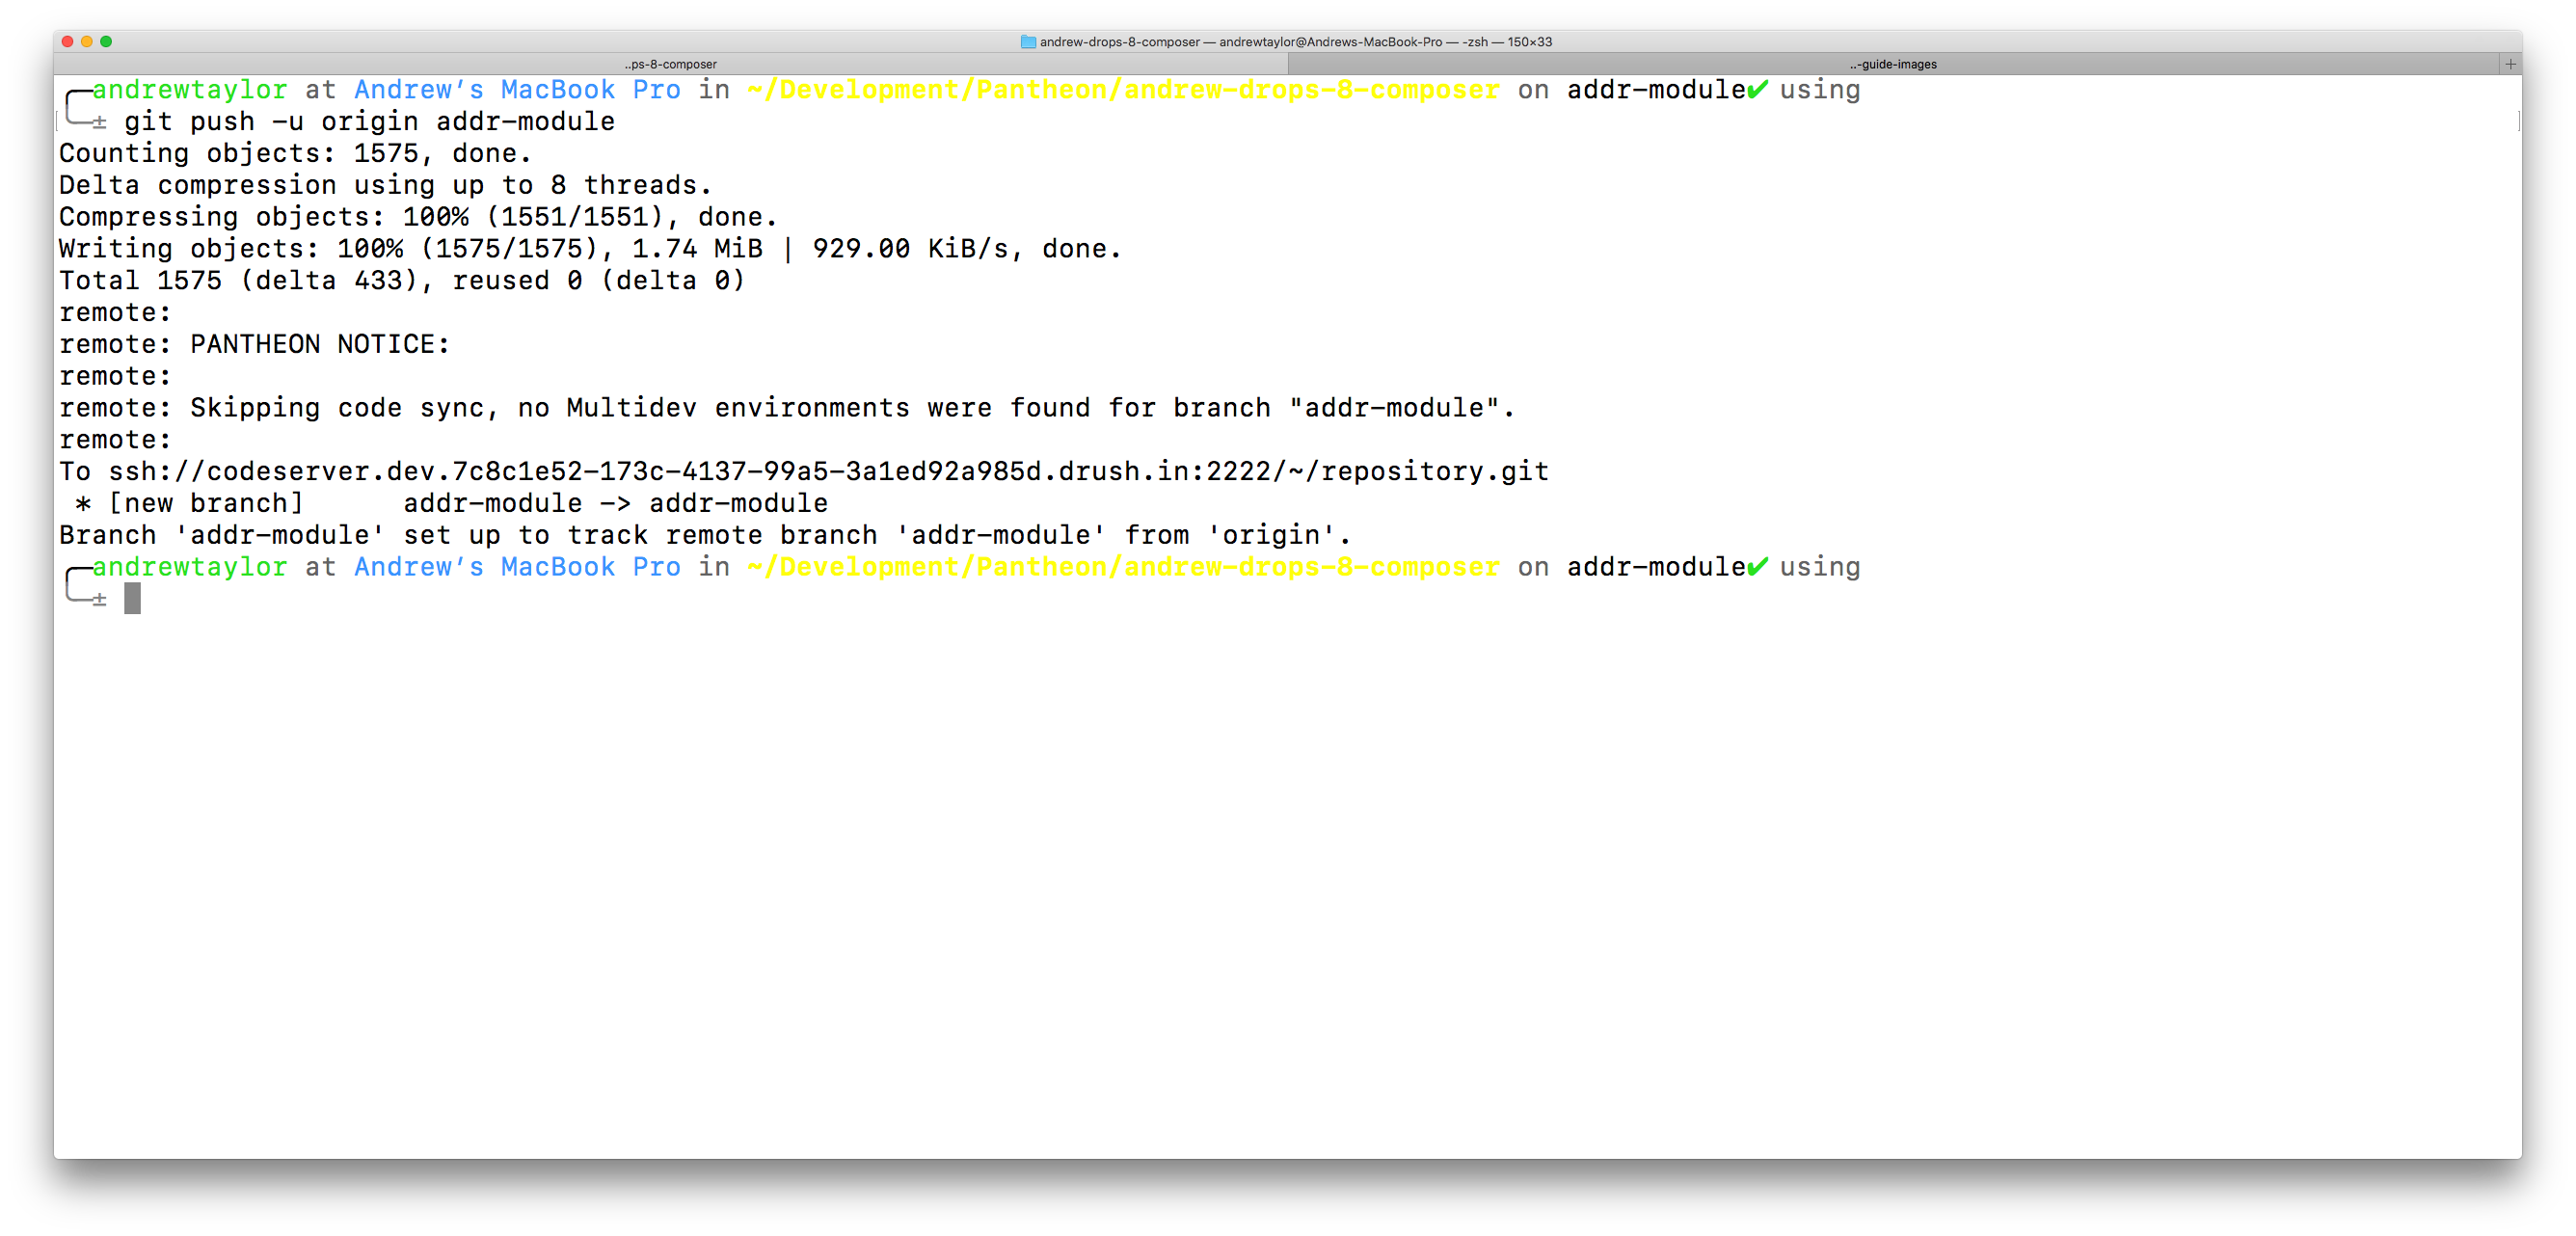 andrew-drops-8-composer — andrewtaylor@Andrews-MacBook-Pro — -zsh — 150×33
..ps-8-composer ..-guide-images +
╭─andrewtaylor at Andrew’s MacBook Pro in ~/Development/Pantheon/andrew-drops-8-composer on addr-module✔ using
╰─± git push -u origin addr-module
Counting objects: 1575, done.
Delta compression using up to 8 threads.
Compressing objects: 100% (1551/1551), done.
Writing objects: 100% (1575/1575), 1.74 MiB | 929.00 KiB/s, done.
Total 1575 (delta 433), reused 0 (delta 0)
remote:
remote: PANTHEON NOTICE:
remote:
remote: Skipping code sync, no Multidev environments were found for branch "addr-module".
remote:
To ssh://codeserver.dev.7c8c1e52-173c-4137-99a5-3a1ed92a985d.drush.in:2222/~/repository.git
 * [new branch]      addr-module -> addr-module
Branch 'addr-module' set up to track remote branch 'addr-module' from 'origin'.
╭─andrewtaylor at Andrew’s MacBook Pro in ~/Development/Pantheon/andrew-drops-8-composer on addr-module✔ using
╰─±